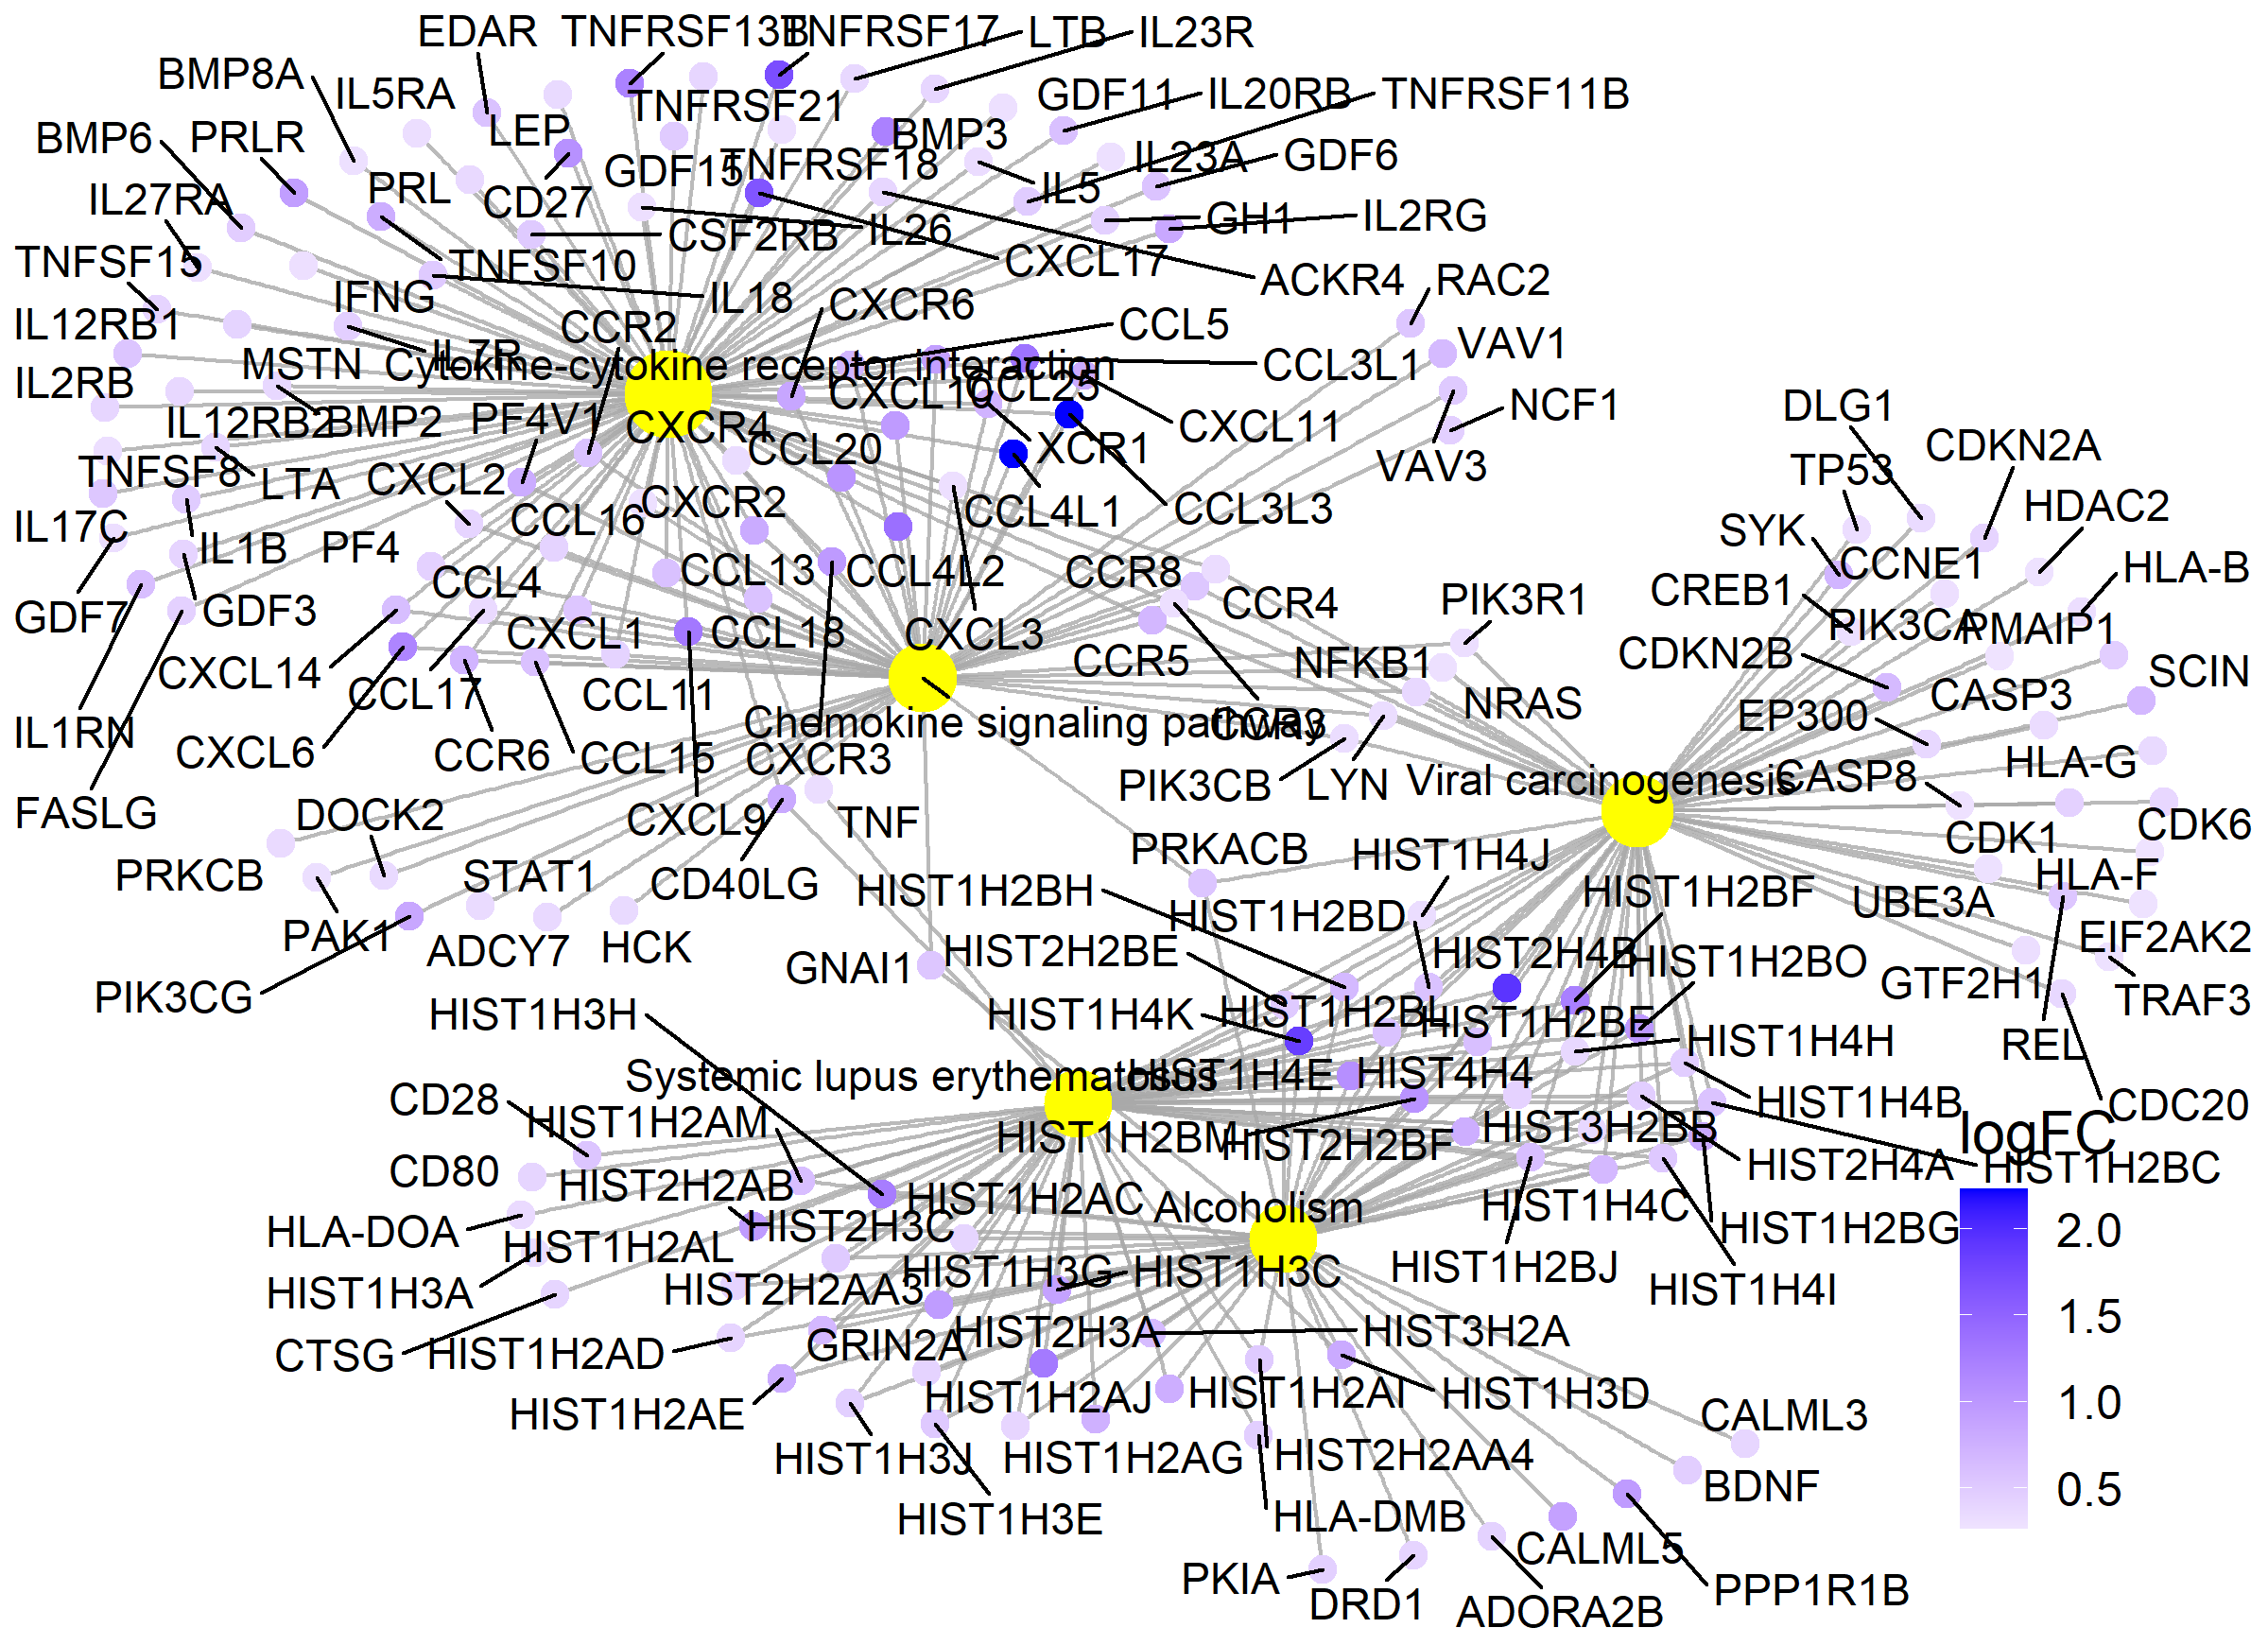 EDAR
TNFRSF13B
TNFRSF17
LTB
IL23R
BMP8A
IL5RA
TNFRSF21
GDF11
IL20RB
TNFRSF11B
BMP6
PRLR
LEP
BMP3
IL23A
GDF6
IL27RA
PRL
CD27
GDF15
TNFRSF18
IL5
GH1
IL2RG
TNFSF15
TNFSF10
CSF2RB
IL26
CXCL17
ACKR4
RAC2
IL12RB1
IFNG
IL18
CCR2
CXCR6
CCL5
VAV1
IL2RB
MSTN
IL7R
Cytokine-cytokine receptor interaction
CXCL10
CCL25
CCL3L1
NCF1
DLG1
IL12RB2
BMP2
PF4V1
CXCR4
CCL20
XCR1
CXCL11
VAV3
TP53
CDKN2A
TNFSF8
LTA
CXCL2
CXCR2
CCL4L1
CCL3L3
SYK
HDAC2
IL17C
IL1B
PF4
CCL16
CCL13
CCL4L2
CCR8
CCR4
PIK3R1
CREB1
CCNE1
HLA-B
GDF7
GDF3
CCL4
CXCL1
CCL18
CXCL3
CCR5
NFKB1
CDKN2B
PIK3CA
PMAIP1
CXCL14
CCL17
CCL11
NRAS
EP300
CASP3
SCIN
IL1RN
CXCL6
CCR6
CCL15
Chemokine signaling pathway
CCR3
CXCR3
PIK3CB
LYN
Viral carcinogenesis
CASP8
HLA-G
FASLG
DOCK2
CXCL9
TNF
PRKACB
HIST1H4J
CDK1
CDK6
PRKCB
STAT1
CD40LG
HIST1H2BH
HIST1H2BD
HIST1H2BF
UBE3A
HLA-F
PAK1
ADCY7
HCK
GNAI1
HIST2H2BE
HIST2H4B
HIST1H2BO
GTF2H1
EIF2AK2
PIK3CG
HIST1H3H
HIST1H4K
HIST1H2BL
HIST1H2BE
HIST1H4H
REL
TRAF3
CD28
HIST1H2AM
Systemic lupus erythematosus
HIST1H4E
HIST4H4
HIST1H4B
CDC20
CD80
HIST2H2AB
HIST1H2BM
HIST2H2BF
HIST3H2BB
HIST2H4A
logFC
HIST1H2BC
HLA-DOA
HIST1H2AL
HIST2H3C
HIST1H2AC
Alcoholism
HIST1H4C
HIST1H2BG
2.0
HIST1H3A
HIST2H2AA3
HIST1H3G
HIST1H3C
HIST1H2BJ
HIST1H4I
1.5
CTSG
HIST1H2AD
GRIN2A
HIST2H3A
HIST3H2A
1.0
HIST1H2AE
HIST1H2AJ
HIST1H2AI
HIST1H3D
CALML3
HIST1H3J
HIST1H2AG
HIST2H2AA4
BDNF
0.5
HIST1H3E
HLA-DMB
CALML5
PKIA
DRD1
ADORA2B
PPP1R1B